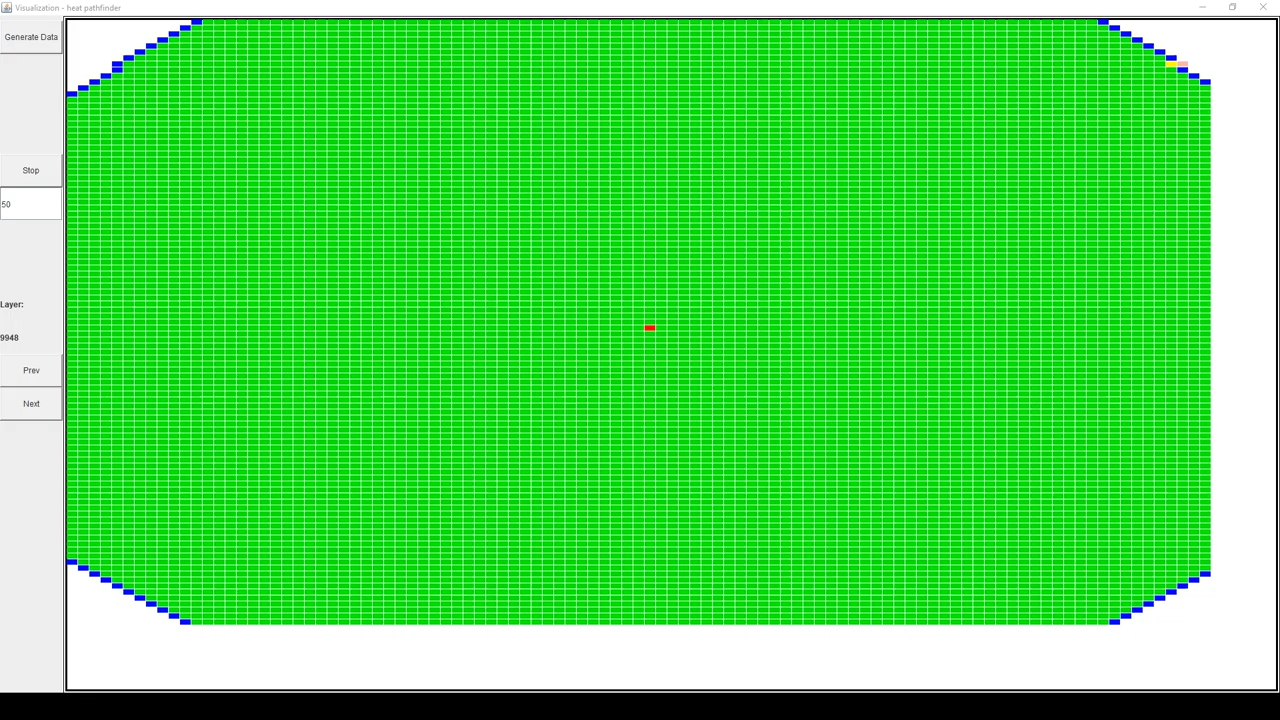 Visualization - heat pathfinder
Generate Data
Stop
50
Layer:
9948
Prev
Next